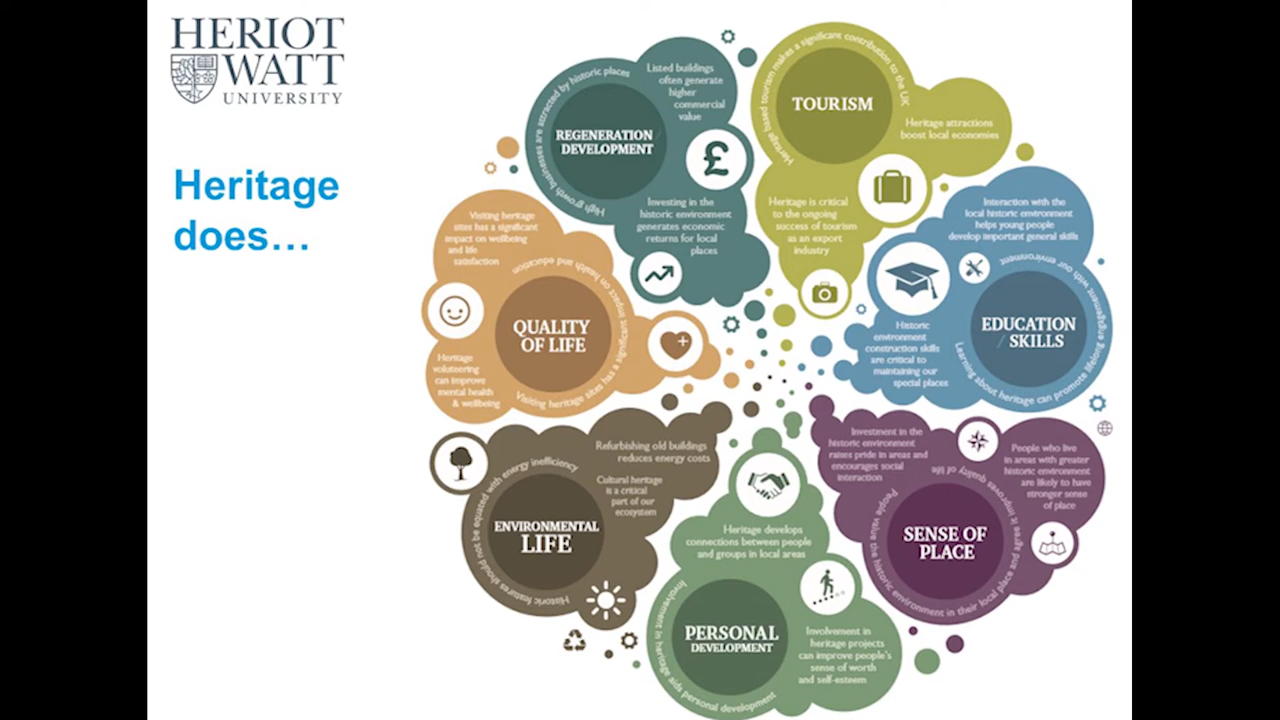 HERIOT
WATT
UNIVERSITY
Heritage
does…
REGENERATION
DEVELOPMENT
High growth businesses are attracted by historic places
Listed buildings
often generate
higher
commercial
value
£
Investing in the
historic environment
generates economic
returns for local
places
TOURISM
Heritage based tourism makes a significant contribution to the UK
Heritage attractions
boost local economies
Heritage is critical
to the ongoing
success of tourism
as an export
industry
Interaction with the
local historic environment
helps young people
develop important general skills
EDUCATION
/ SKILLS
Learning about heritage can promote lifelong engagement with our environment
Historic
environment
construction skills
are critical to
maintaining our
special places
Visiting heritage
sites has a significant
impact on wellbeing
and life
satisfaction
QUALITY
OF LIFE
Visiting heritage sites has a significant impact on health and education
Heritage
volunteering
can improve
mental health
& wellbeing
Refurbishing old buildings
reduces energy costs
Cultural heritage
is a critical
part of our
ecosystem
ENVIRONMENTAL
LIFE
Historic features should not be equated with energy inefficiency
Heritage develops
connections between people
and groups in local areas
PERSONAL
DEVELOPMENT
Involvement in heritage aids personal development
Involvement in
heritage projects
can improve people's
sense of worth
and self-esteem
Investment in the
historic environment
raises pride in areas and
encourages social
interaction
People who live
in areas with greater
historic environment
are likely to have
stronger sense
of place
SENSE OF
PLACE
People value the historic environment in their local place and agree it improves quality of life